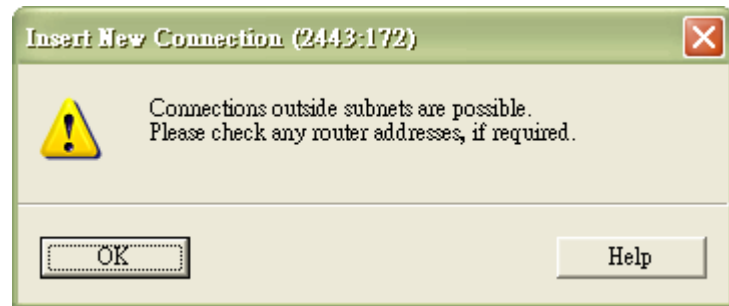 Insert New Connection (2443:172)
Connections outside subnets are possible.
Please check any router addresses, if required.
OK
Help